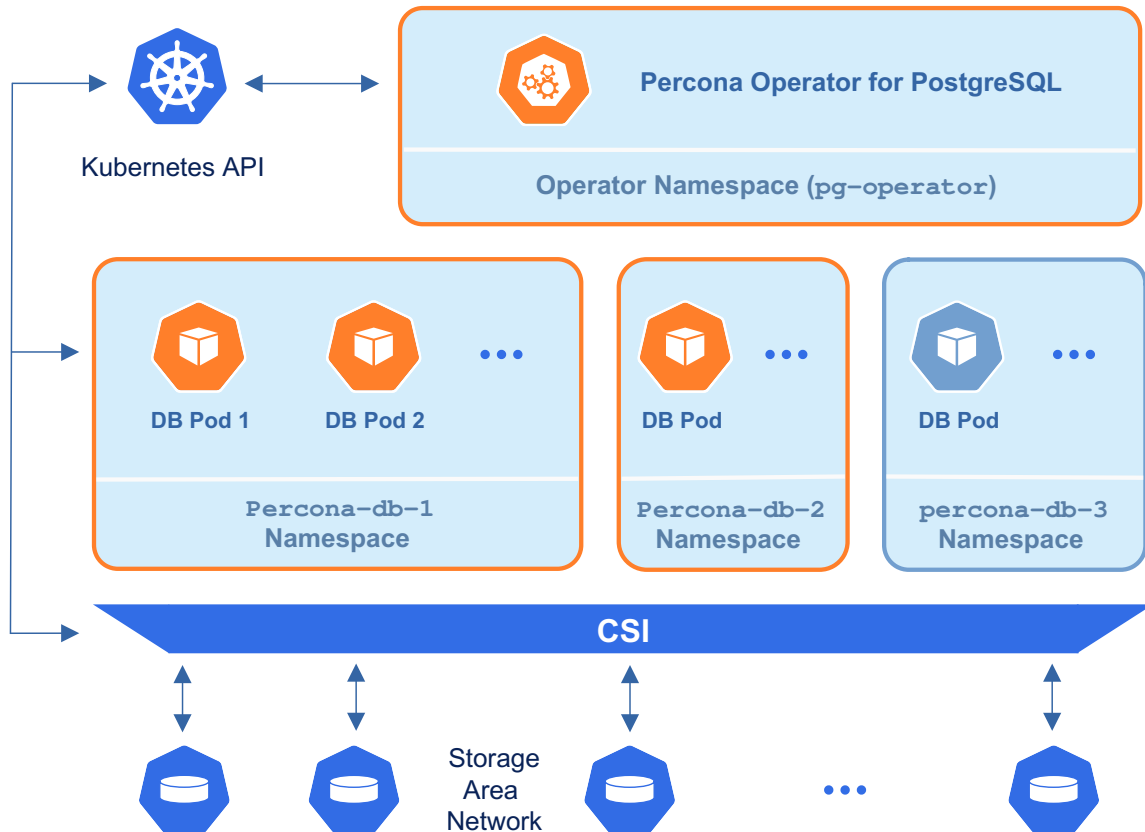 Percona Operator for PostgreSQL
Kubernetes API
Operator Namespace (pg-operator)
DB Pod 1
DB Pod 2
DB Pod
DB Pod
Percona-db-1
Namespace
Percona-db-2
Namespace
percona-db-3
Namespace
CSI
Storage
Area
Network